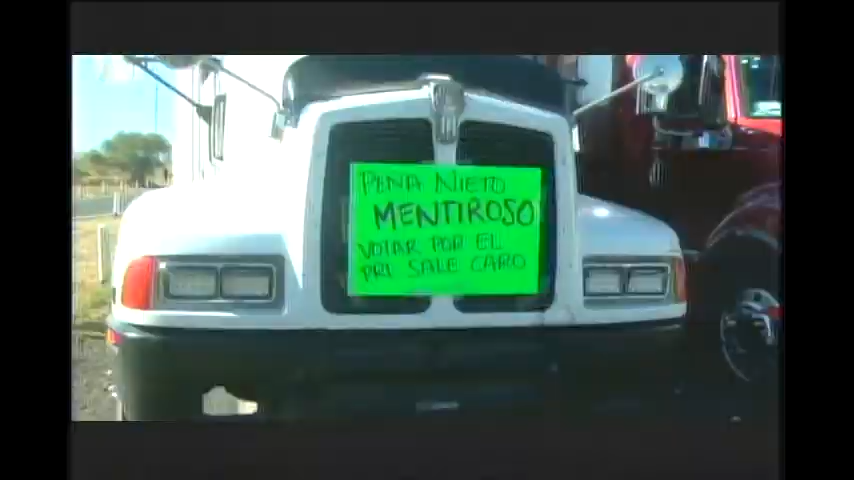 PENA NIETO
MENTIROSO
VOTAR POR EL
PRI SALE CARO